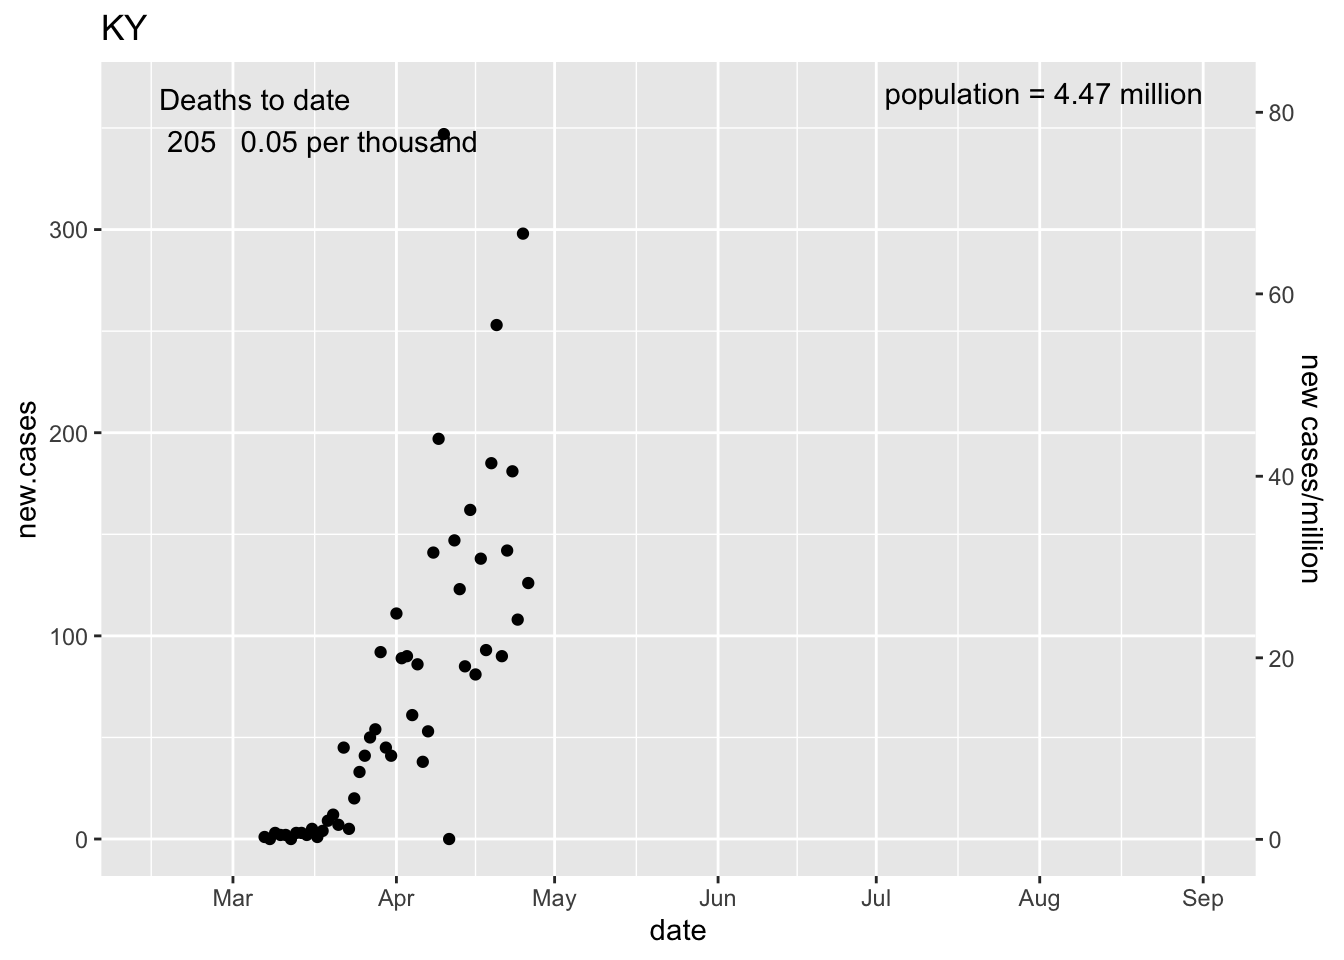 KY
Deaths to date
205 0.05 per thousand
population = 4.47 million
300
200
100
0
new.cases
80
60
40
20
0
new cases/million
Mar Apr May Jun Jul Aug Sep
date